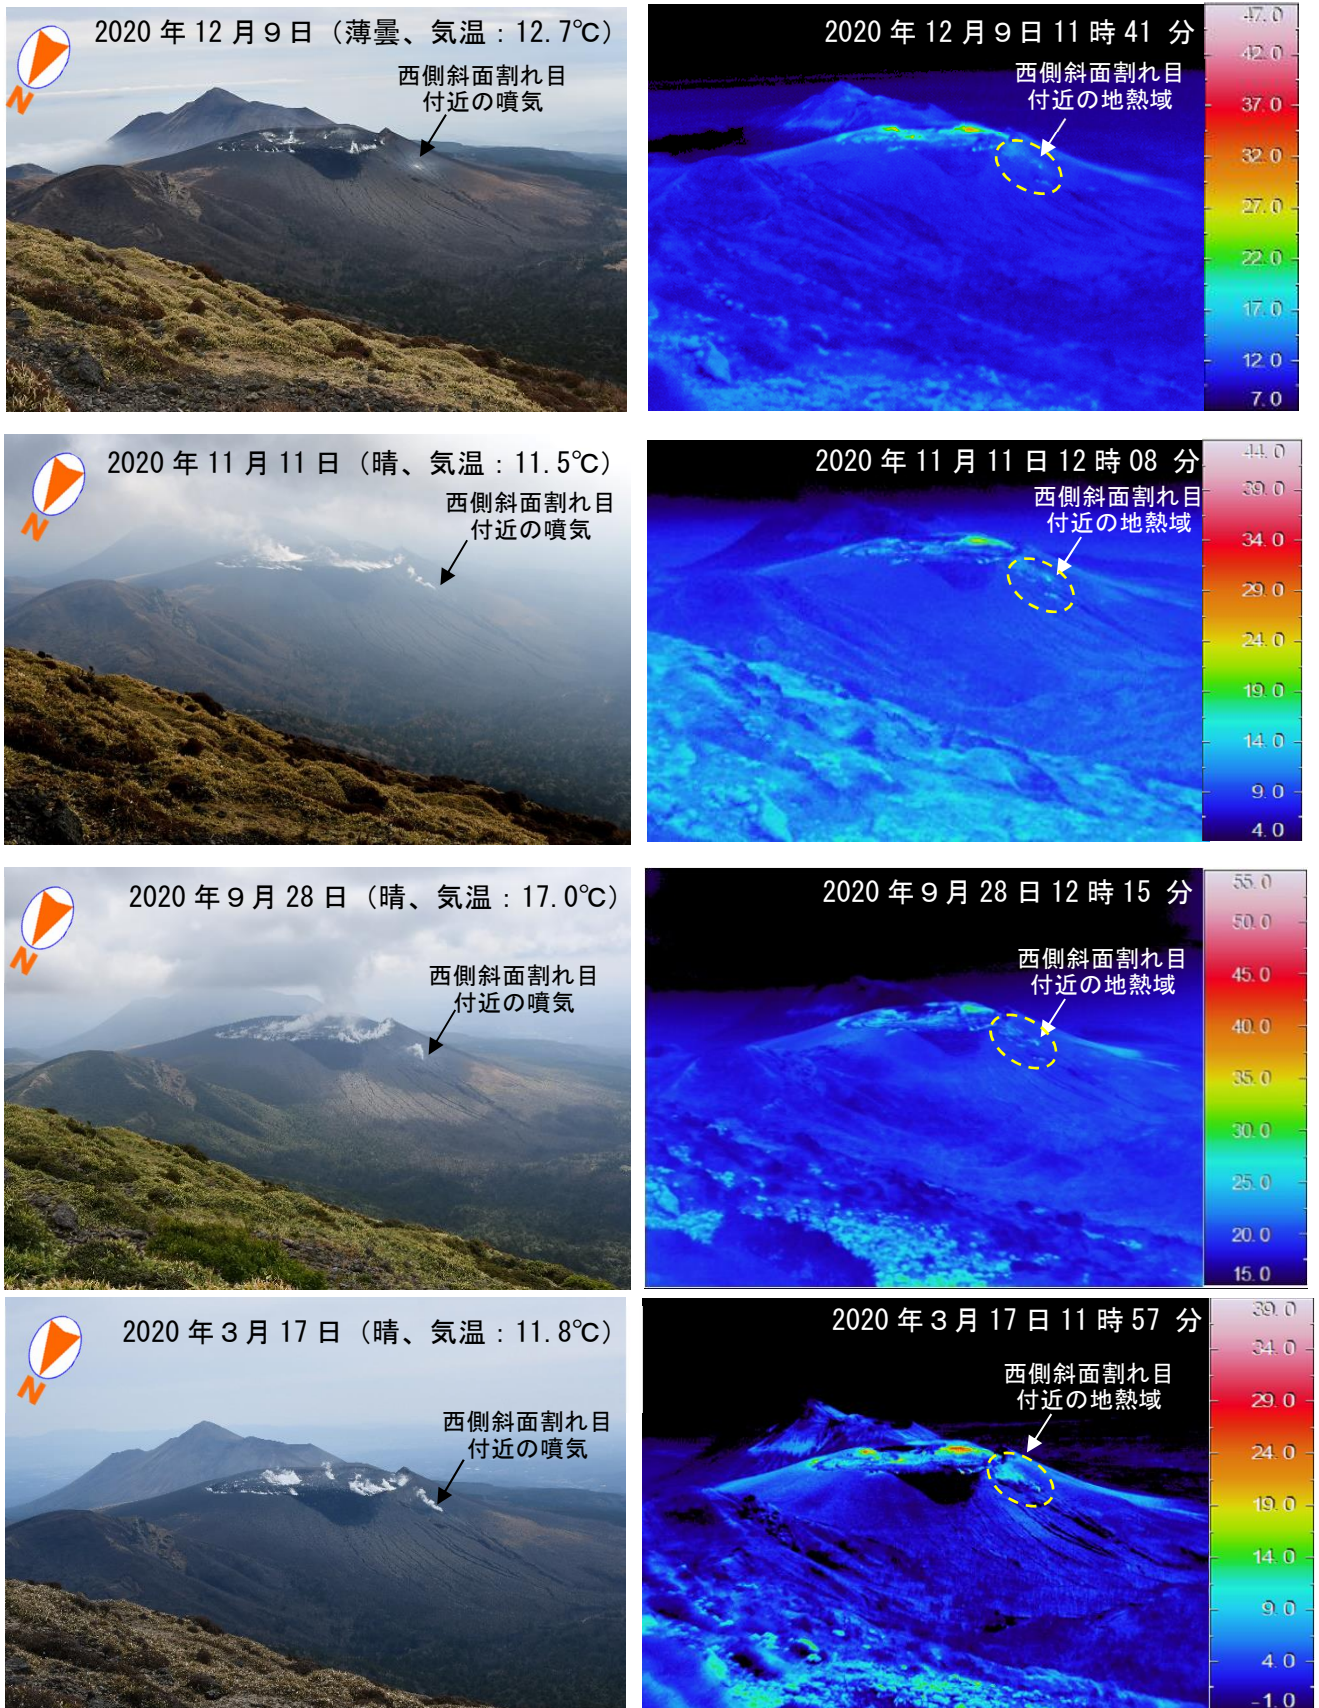 2020年12月9日（薄曇、気温：12.7℃）
西側斜面割れ目
付近の噴気
N
2020年12月9日11時41分
西側斜面割れ目
付近の地熱域
47.0
42.0
37.0
32.0
27.0
22.0
17.0
12.0
7.0
2020年11月11日（晴、気温：11.5℃）
西側斜面割れ目
付近の噴気
N
2020年11月11日12時08分
西側斜面割れ目
付近の地熱域
44.0
39.0
34.0
29.0
24.0
19.0
14.0
9.0
4.0
2020年9月28日（晴、気温：17.0℃）
西側斜面割れ目
付近の噴気
N
2020年9月28日12時15分
西側斜面割れ目
付近の地熱域
55.0
50.0
45.0
40.0
35.0
30.0
25.0
20.0
15.0
2020年3月17日（晴、気温：11.8℃）
西側斜面割れ目
付近の噴気
N
2020年3月17日11時57分
西側斜面割れ目
付近の地熱域
39.0
34.0
29.0
24.0
19.0
14.0
9.0
4.0
-1.0